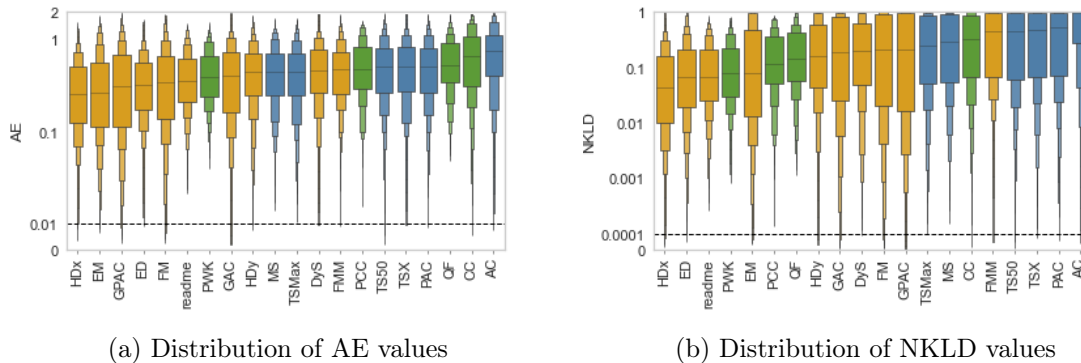 2
1
0.1
0.01
0
AE
HDx
EM
GPAC
ED
FM
readme
PWK
GAC
HDy
MS
TSMax
DyS
FMM
PCC
TS50
TSX
PAC
QF
CC
AC
(a) Distribution of AE values
1
0.1
0.01
0.001
0.0001
0
NKLD
HDx
ED
readme
PWK
EM
PCC
QF
HDy
GAC
DyS
FM
GPAC
TSMax
MS
CC
FMM
TS50
TSX
PAC
AC
(b) Distribution of NKLD values